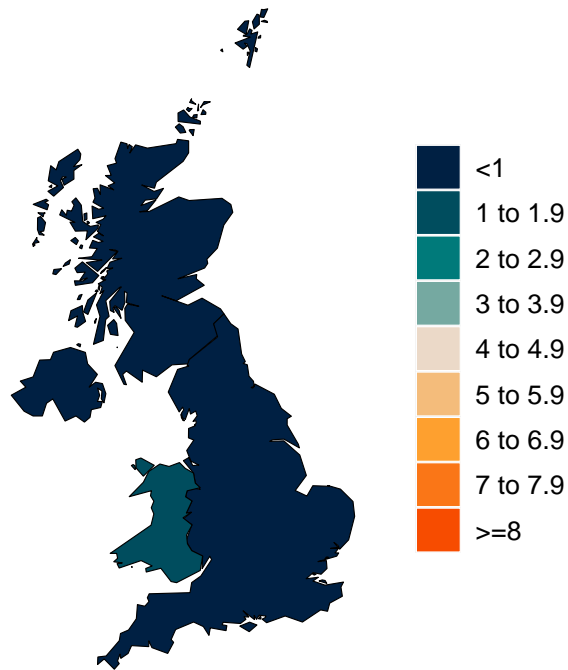 <1
1 to 1.9
2 to 2.9
3 to 3.9
4 to 4.9
5 to 5.9
6 to 6.9
7 to 7.9
>=8